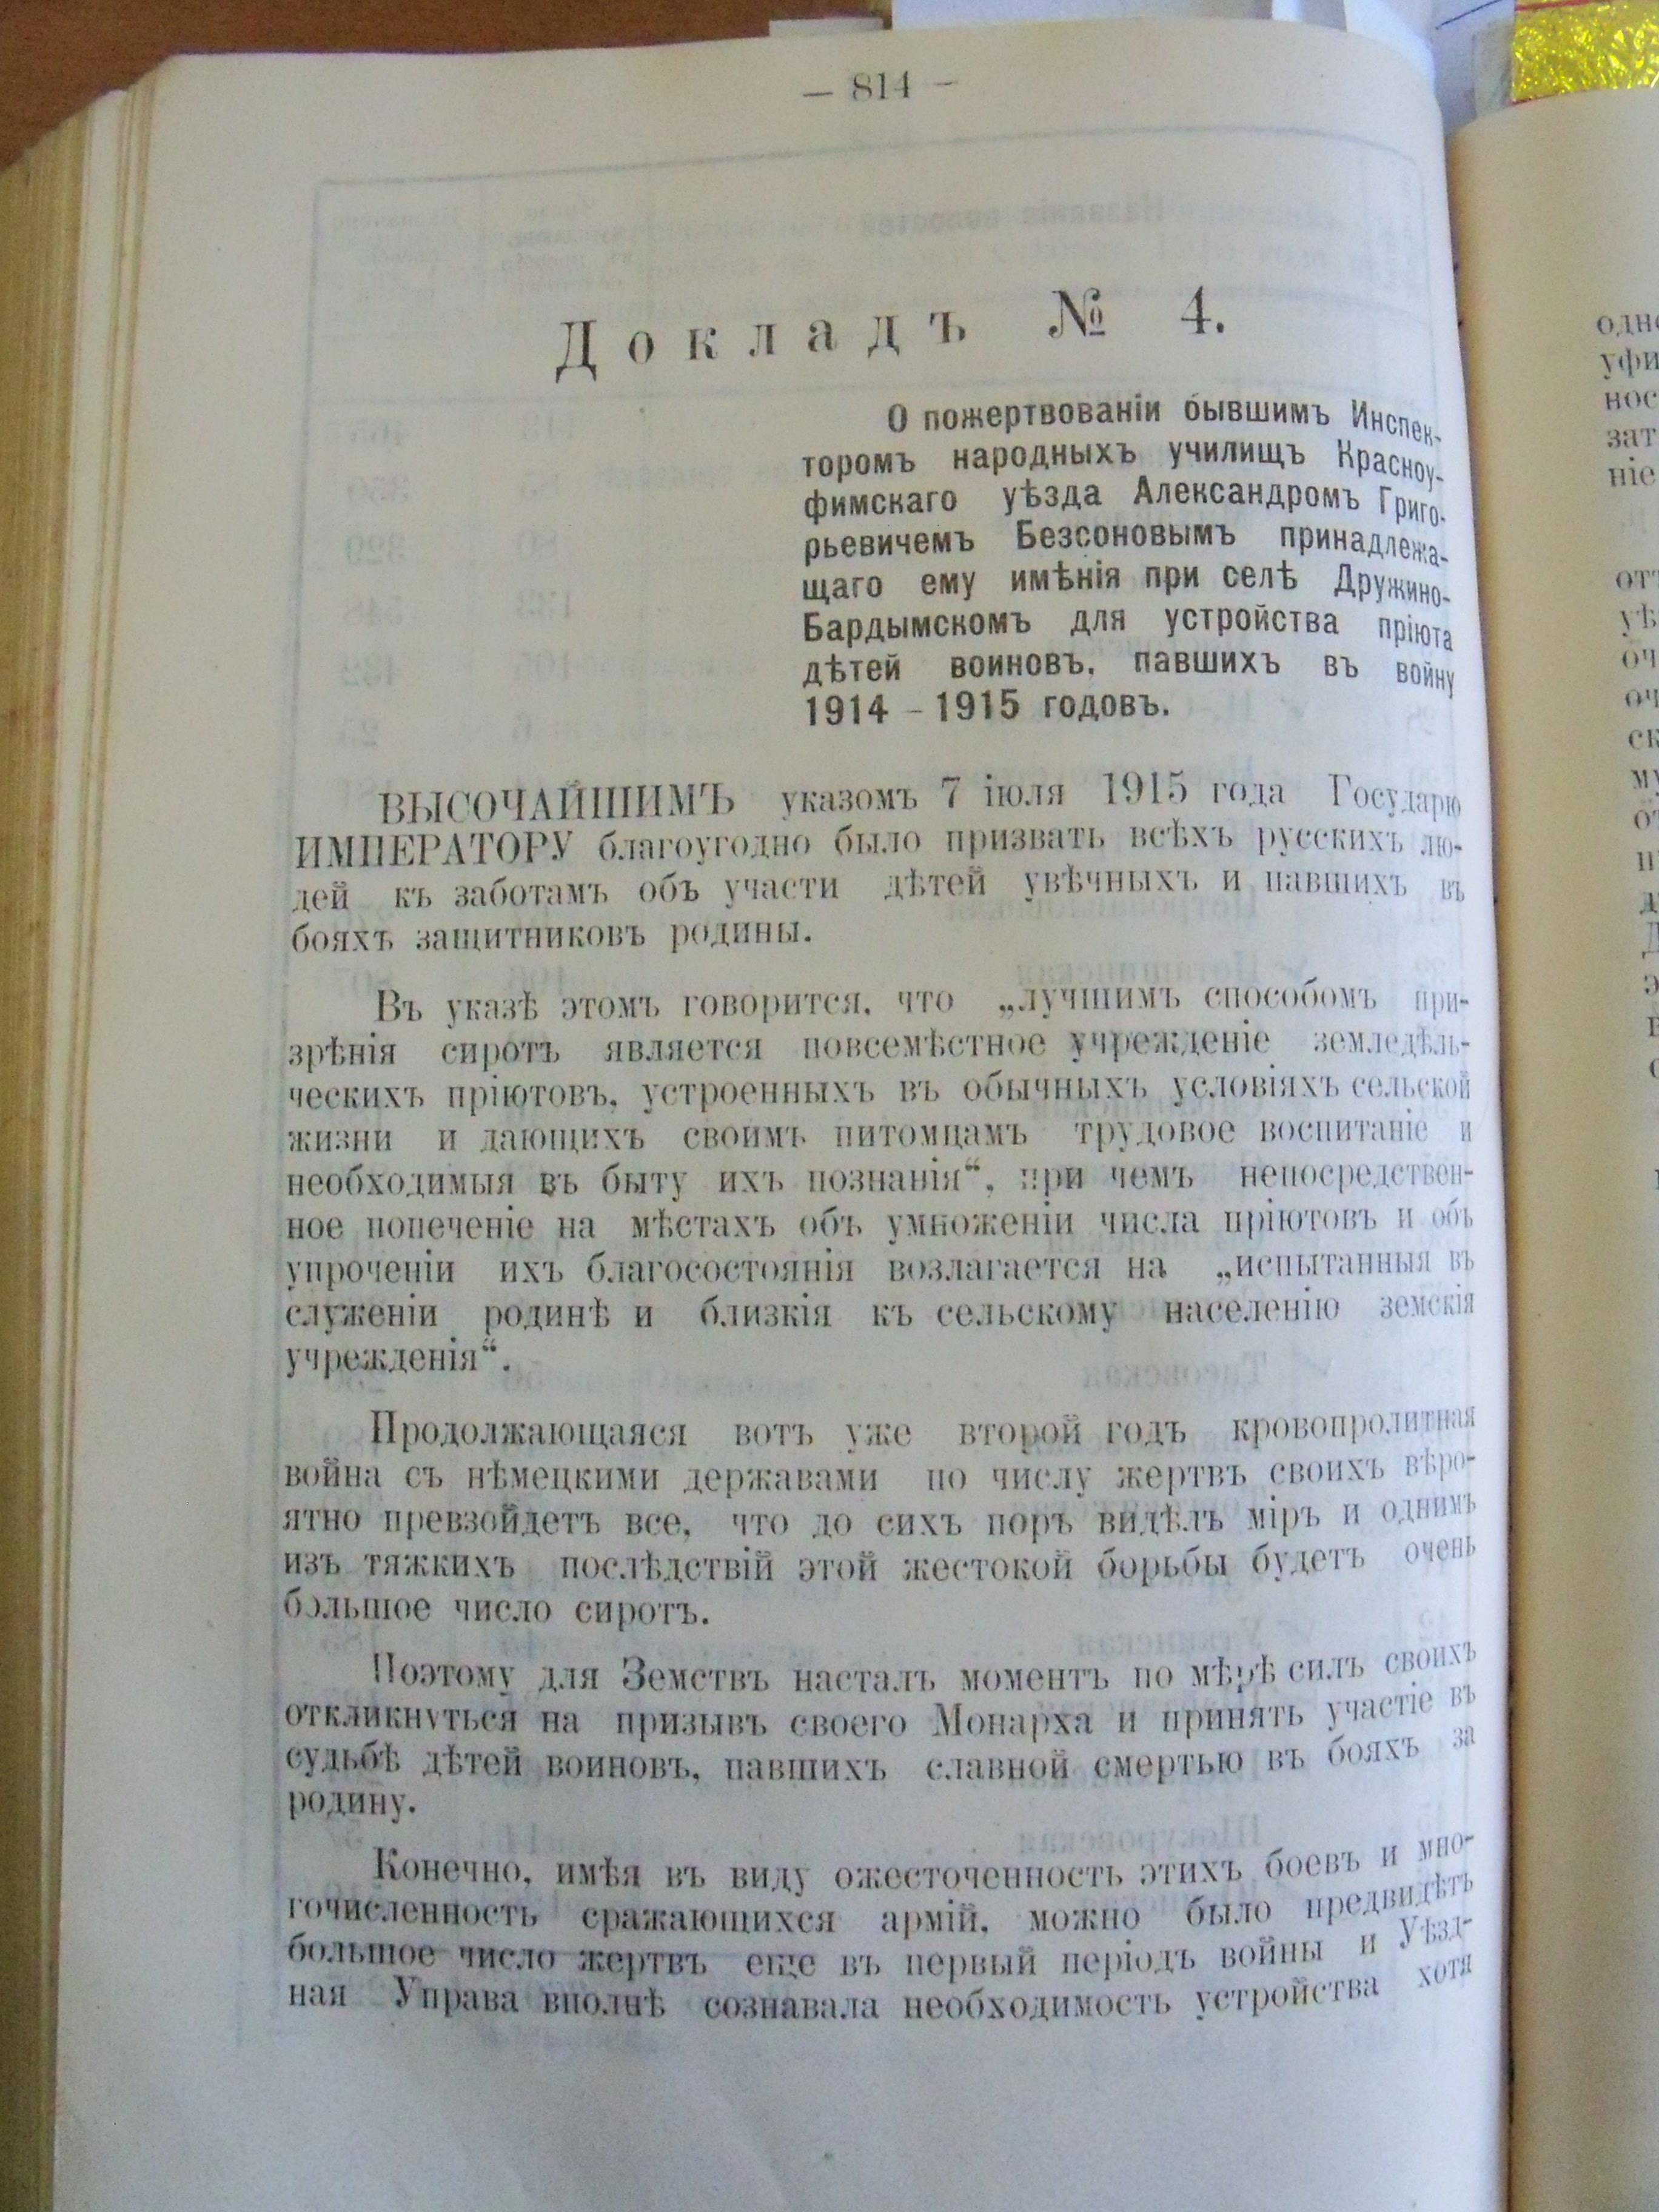 — 814 —
Докладъ № 4.
О пожертвованіи бывшимъ Инспек-
торомъ народныхъ училищъ Красноу-
фимскаго уѣзда Александромъ Григо-
рьевичемъ Безсоновымъ принадлежа-
щаго ему имѣнія при селѣ Дружино-
Бардымскомъ для устройства пріюта
дѣтей воиновъ, павшихъ въ войну
1914 – 1915 годовъ.
ВЫСОЧАЙШИМЪ указомъ 7 іюля 1915 года Государю
ИМПЕРАТОРУ благоугодно было призвать всѣхъ русскихъ лю-
дей къ заботамъ объ участи дѣтей увѣчныхъ и павшихъ въ
бояхъ защитниковъ родины.
Въ указѣ этомъ говорится, что „лучшимъ способомъ при-
зрѣнія сиротъ является повсемѣстное учрежденіе земледѣль-
ческихъ пріютовъ, устроенныхъ въ обычныхъ условіяхъ сельской
жизни и дающихъ своимъ питомцамъ трудовое воспитаніе и
необходимыя въ быту ихъ познанія“, при чемъ непосредствен-
ное попеченіе на мѣстахъ объ умноженіи числа пріютовъ и объ
упроченіи ихъ благосостоянія возлагается на „испытанныя въ
служеніи родинѣ и близкія къ сельскому населенію земскія
учрежденія“.
Продолжающаяся вотъ уже второй годъ кровопролитная
война съ нѣмецкими державами по числу жертвъ своихъ вѣро-
ятно превзойдетъ все, что до сихъ поръ видѣлъ міръ и однимъ
изъ тяжкихъ послѣдствій этой жестокой борьбы будетъ очень
большое число сиротъ.
Поэтому для Земствъ насталъ моментъ по мѣрѣ силъ своихъ
откликнуться на призывъ своего Монарха и принять участіе въ
судьбѣ дѣтей воиновъ, павшихъ славной смертью въ бояхъ за
родину.
Конечно, имѣя въ виду ожесточенность этихъ боевъ и мно-
гочисленность сражающихся армій, можно было предвидѣть
большое число жертвъ еще въ первый періодъ войны и Уѣзд-
ная Управа вполнѣ сознавала необходимость устройства хотя